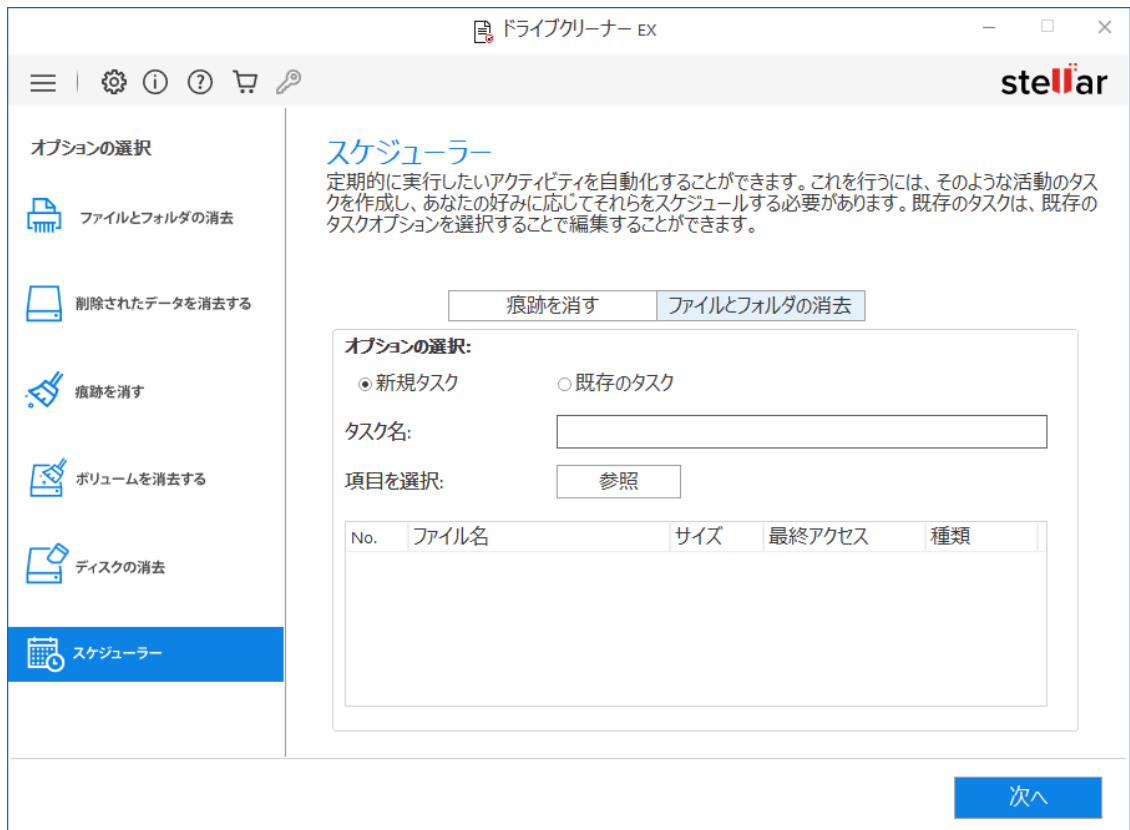 ドライブクリーナー EX
stellar
オプションの選択
ファイルとフォルダの消去
削除されたデータを消去する
痕跡を消す
ボリュームを消去する
ディスクの消去
スケジューラー
スケジューラー
定期的に実行したいアクティビティを自動化することができます。これを行うには、そのような活動のタス
クを作成し、あなたの好みに応じてそれらをスケジュールする必要があります。既存のタスクは、既存の
タスクオプションを選択することで編集することができます。
痕跡を消す ファイルとフォルダの消去
オプションの選択:
新規タスク 既存のタスク
タスク名:
項目を選択: 参照
No. ファイル名 サイズ 最終アクセス 種類
次へ